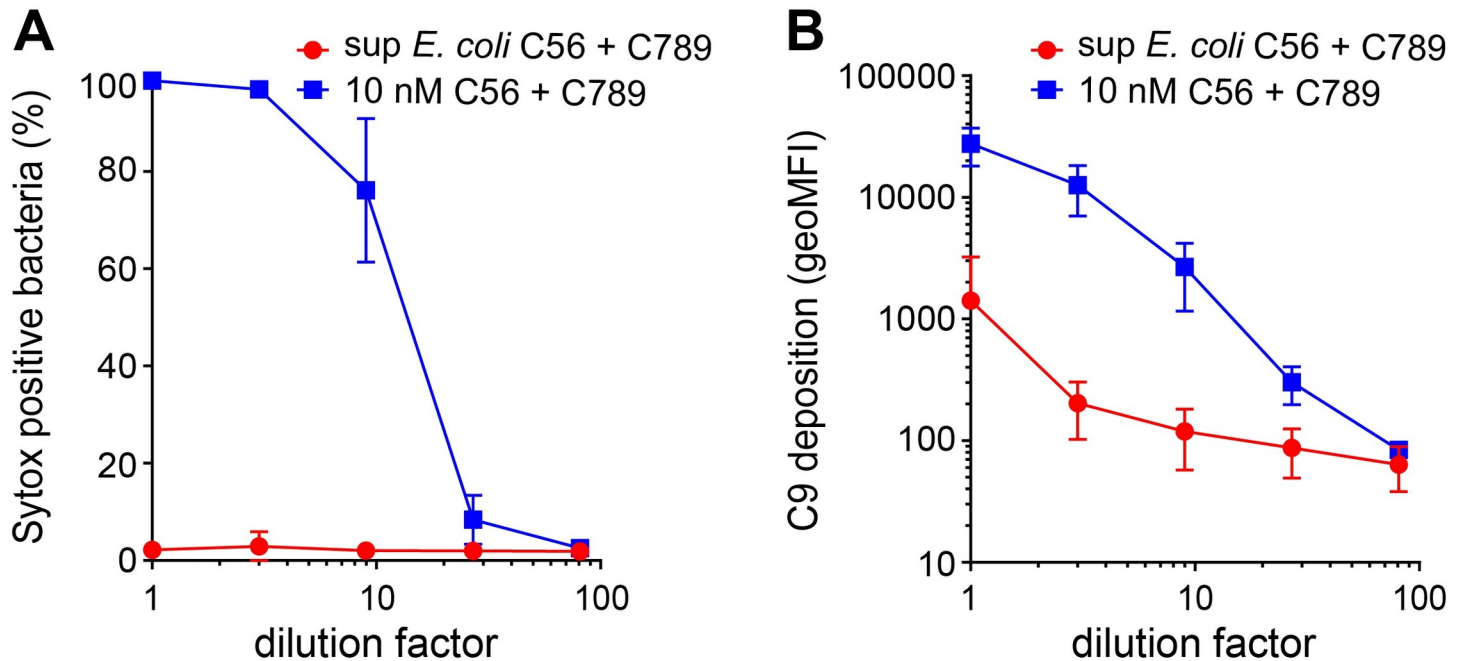 A
sup E. coli C56 + C789
10 nM C56 + C789
Sytox positive bacteria (%)
100
80
60
40
20
0
1
10
100
dilution factor
B
sup E. coli C56 + C789
10 nM C56 + C789
C9 deposition (geoMFI)
100000
10000
1000
100
10
1
10
100
dilution factor